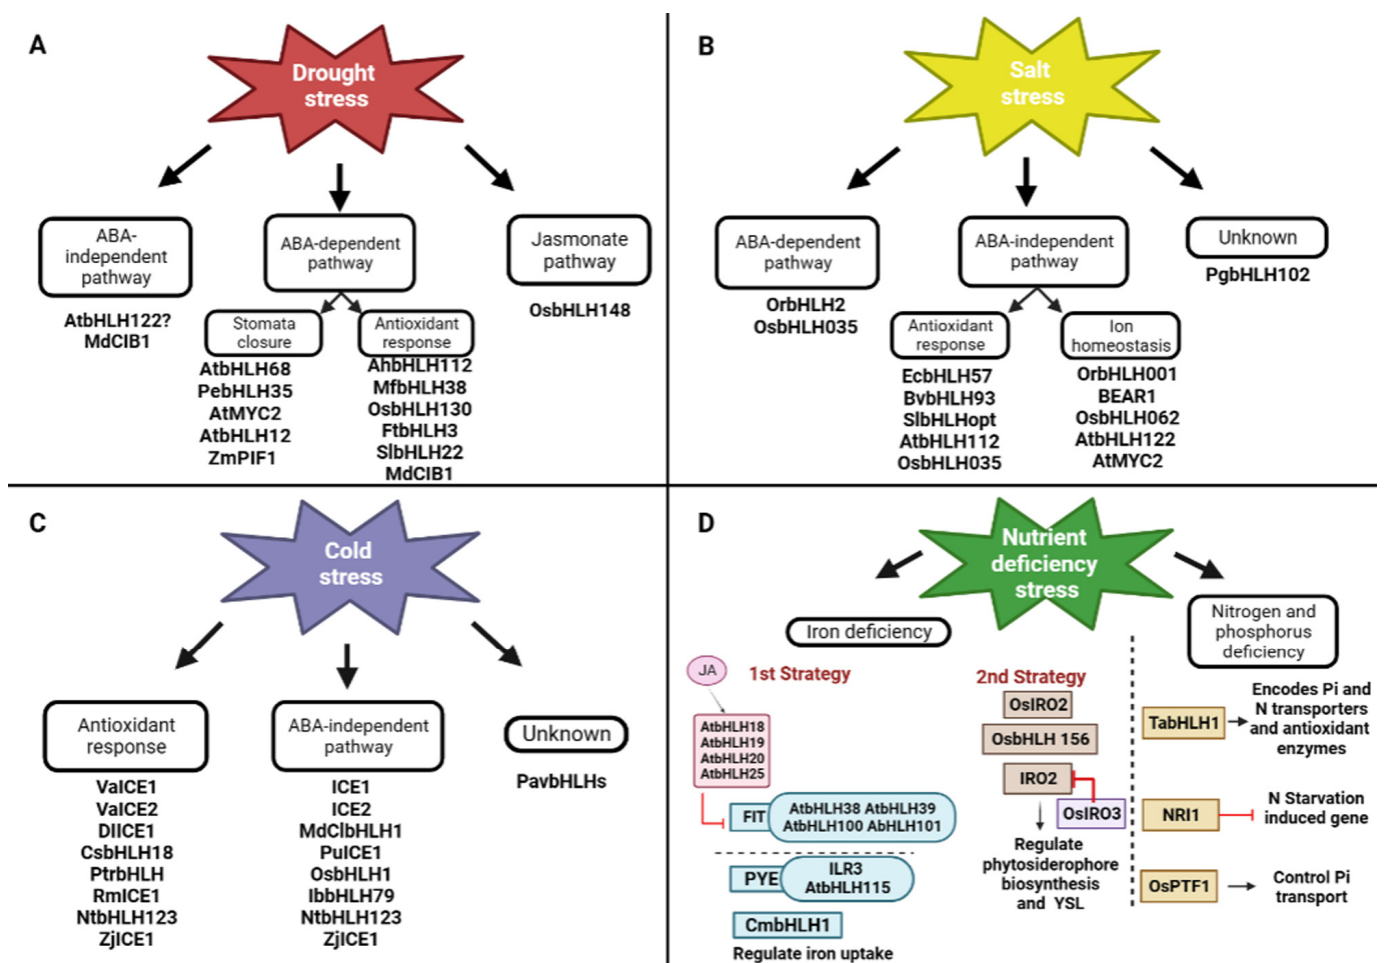 A
Drought
stress
ABA-
independent
pathway
AtbHLH122?
MdCIB1
ABA-dependent
pathway
Stomata
closure
AtbHLH68
PebHLH35
AtMYC2
AtbHLH12
ZmPIF1
Antioxidant
response
AhbHLH112
MfbHLH38
OsbHLH130
FtbHLH3
SlbHLH22
MdCIB1
Jasmonate
pathway
OsbHLH148
B
Salt
stress
ABA-dependent
pathway
OrbHLH2
OsbHLH035
ABA-independent
pathway
Antioxidant
response
EcbHLH57
BvbHLH93
SlbHLHopt
AtbHLH112
OsbHLH035
Ion
homeostasis
OrbHLH001
BEAR1
OsbHLH062
AtbHLH122
AtMYC2
Unknown
PgbHLH102
C
Cold
stress
Antioxidant
response
VaICE1
VaICE2
DlICE1
CsbHLH18
PtrbHLH
RmICE1
NtbHLH123
ZjICE1
ABA-independent
pathway
ICE1
ICE2
MdClbHLH1
PuICE1
OsbHLH1
IbbHLH79
NtbHLH123
ZjICE1
Unknown
PavbHLHs
D
Nutrient
deficiency
stress
Iron deficiency
JA
1st Strategy
AtbHLH18
AtbHLH19
AtbHLH20
AtbHLH25
FIT
AtbHLH38 AtbHLH39
AtbHLH100 AbHLH101
PYE
ILR3
AtbHLH115
CmbHLH1
Regulate iron uptake
2nd Strategy
OsIRO2
OsbHLH 156
IRO2
OsIRO3
Regulate
phytosiderophore
biosynthesis
and YSL
Nitrogen and
phosphorus
deficiency
TabHLH1
Encodes Pi and
N transporters
and antioxidant
enzymes
NRI1
N Starvation
induced gene
OsPTF1
Control Pi
transport